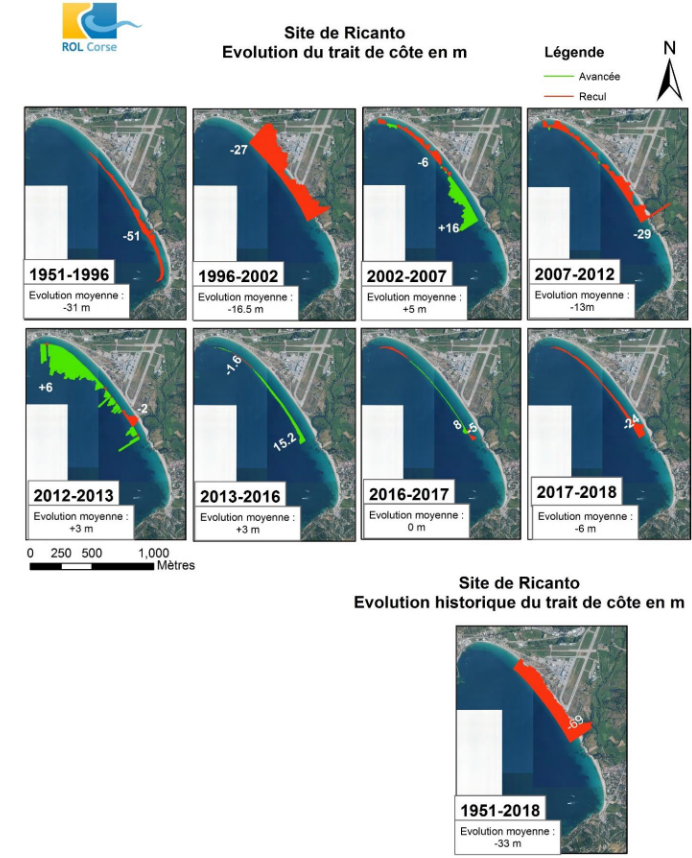 ROL Corse
Site de Ricanto
Evolution du trait de côte en m
Légende
Avancée
Recul
N
-51
1951-1996
Evolution moyenne :
-31 m
-27
1996-2002
Evolution moyenne :
-16.5 m
-6
+16
2002-2007
Evolution moyenne :
+5 m
-29
2007-2012
Evolution moyenne :
-13m
+6
-2
2012-2013
Evolution moyenne :
+3 m
-1.6
15.2
2013-2016
Evolution moyenne :
+3 m
8
-5
2016-2017
Evolution moyenne :
0 m
-24
2017-2018
Evolution moyenne :
-6 m
0 250 500 1,000
Mètres
Site de Ricanto
Evolution historique du trait de côte en m
-69
1951-2018
Evolution moyenne :
-33 m